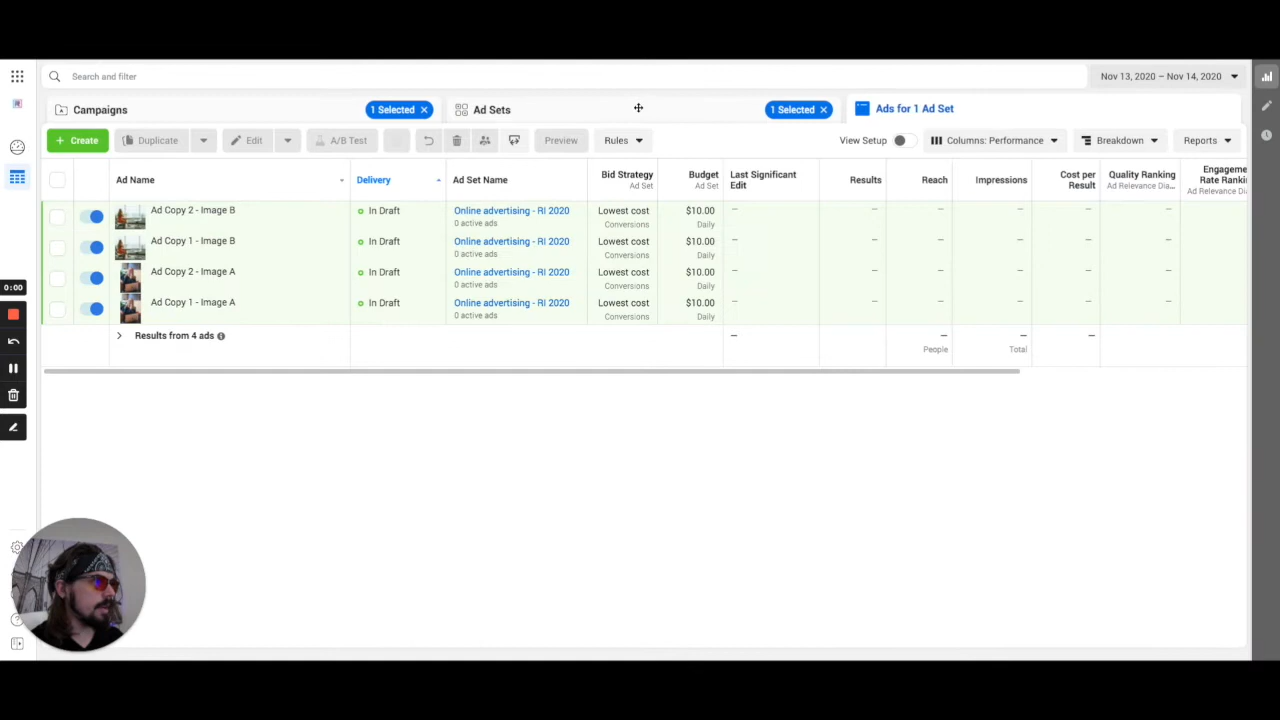 Search and filter
Nov 13, 2020 – Nov 14, 2020
Campaigns
1 Selected ×
Ad Sets
1 Selected ×
Ads for 1 Ad Set
+ Create
Duplicate
Edit
A/B Test
Preview
Rules
View Setup
Columns: Performance
Breakdown
Reports
Ad Name
Delivery
Ad Set Name
Bid Strategy
Ad Set
Budget
Ad Set
Last Significant
Edit
Results
Reach
Impressions
Cost per
Result
Quality Ranking
Ad Relevance Dia...
Engageme
Rate Rankin
Ad Relevance Dia
Ad Copy 2 - Image B
In Draft
Online advertising - RI 2020
0 active ads
Lowest cost
Conversions
$10.00
Daily
— — — — — —
Ad Copy 1 - Image B
In Draft
Online advertising - RI 2020
0 active ads
Lowest cost
Conversions
$10.00
Daily
— — — — — —
Ad Copy 2 - Image A
In Draft
Online advertising - RI 2020
0 active ads
Lowest cost
Conversions
$10.00
Daily
— — — — — —
Ad Copy 1 - Image A
In Draft
Online advertising - RI 2020
0 active ads
Lowest cost
Conversions
$10.00
Daily
— — — — — —
Results from 4 ads
— — — —
People
Total
0:00